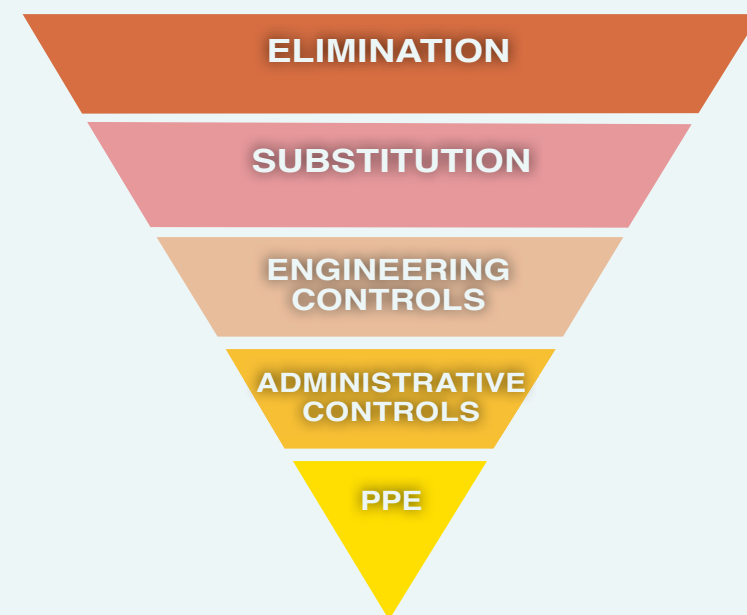 ELIMINATION
SUBSTITUTION
ENGINEERING
CONTROLS
ADMINISTRATIVE
CONTROLS
PPE